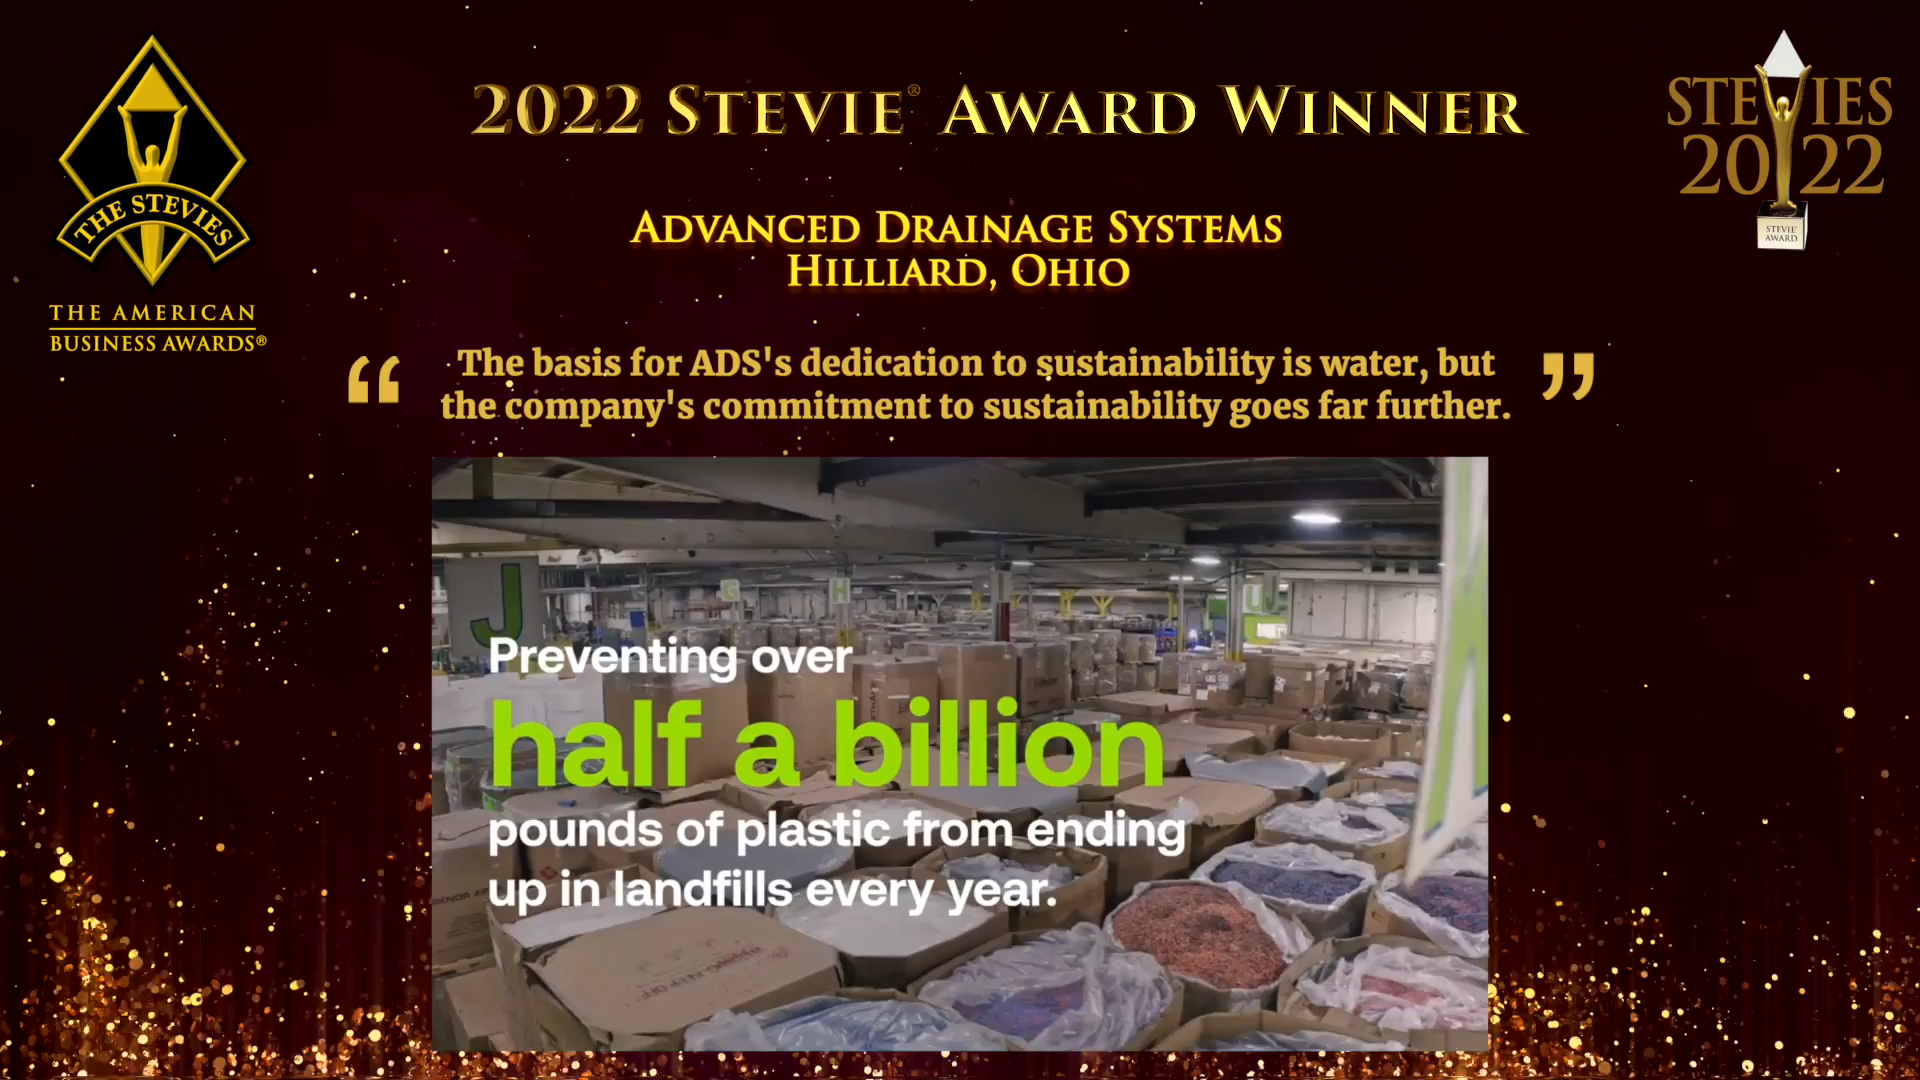 THE STEVIES
THE AMERICAN
BUSINESS AWARDS®
2022 STEVIE® AWARD WINNER
STEVIES
2022
STEVIE®
AWARD
ADVANCED DRAINAGE SYSTEMS
HILLIARD, OHIO
“ The basis for ADS's dedication to sustainability is water, but ”
the company's commitment to sustainability goes far further.
J
G
H
Preventing over
half a billion
pounds of plastic from ending
up in landfills every year.